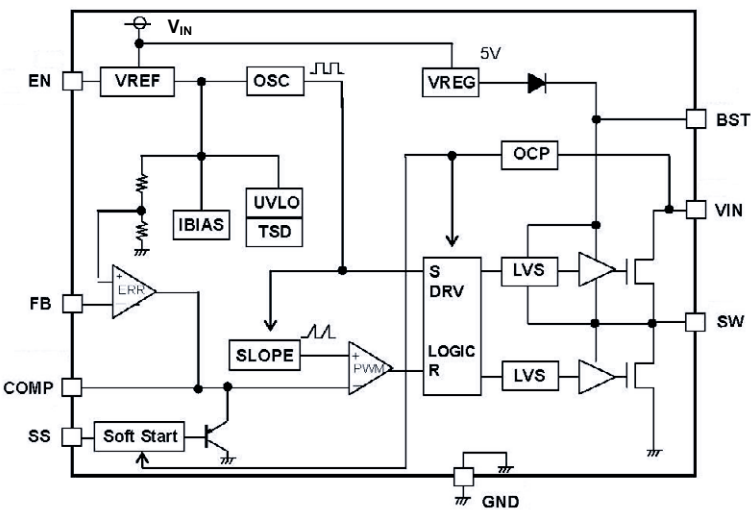 VIN
EN
VREF
OSC
5V
VREG
BST
OCP
UVLO
IBIAS
TSD
VIN
+
ERR
−
FB
S
DRV
LVS
SW
SLOPE
+
PWM
−
LOGIC
R
LVS
COMP
SS
Soft Start
GND